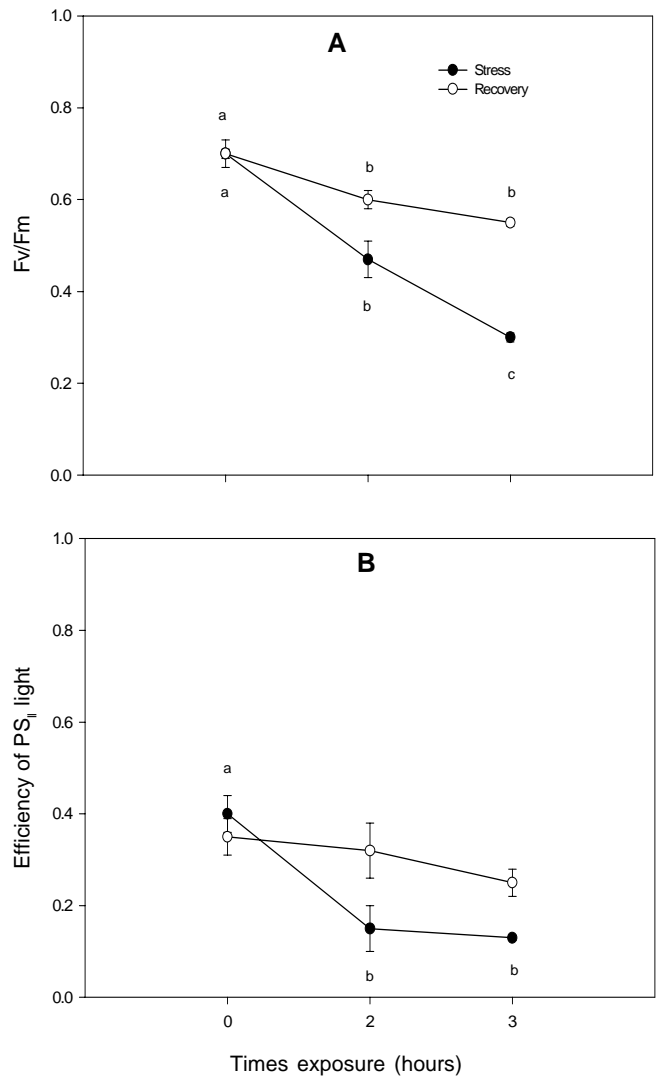 A
Stress
Recovery
1.0
0.8
0.6
0.4
0.2
0.0
Fv/Fm
a
a
b
b
b
c
B
1.0
0.8
0.6
0.4
0.2
0.0
Efficiency of PS_II light
a
b
b
0
2
3
Times exposure (hours)